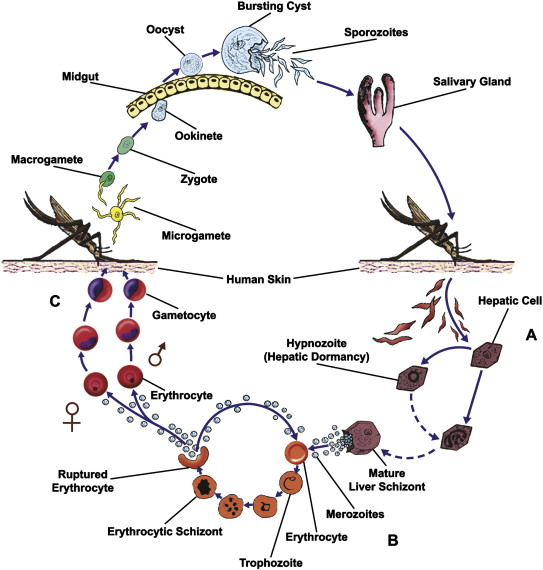 Bursting Cyst
Oocyst
Sporozoites
Midgut
Salivary Gland
Ookinete
Macrogamete
Zygote
Microgamete
Human Skin
C
Gametocyte
Hepatic Cell
A
Hypnozoite
(Hepatic Dormancy)
♂
Erythrocyte
♀
Ruptured
Erythrocyte
Mature
Liver Schizont
Merozoites
Erythrocytic Schizont
Erythrocyte
B
Trophozoite